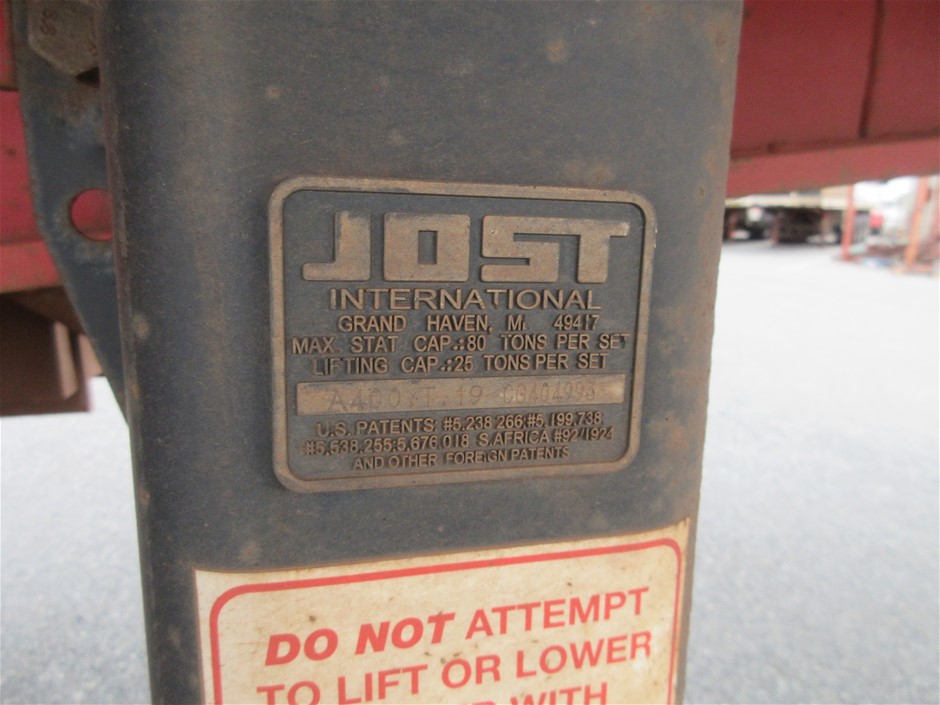 JOST
INTERNATIONAL
GRAND HAVEN, MI 49417
MAX. STAT CAP.:80 TONS PER SET
LIFTING CAP.:25 TONS PER SET
U.S. PATENTS: #5,238,266;#5,199,738
#5,538,255;5,676,018 S.AFRICA #92/1924
AND OTHER FOREIGN PATENTS
DO NOT ATTEMPT
TO LIFT OR LOWER
WITH